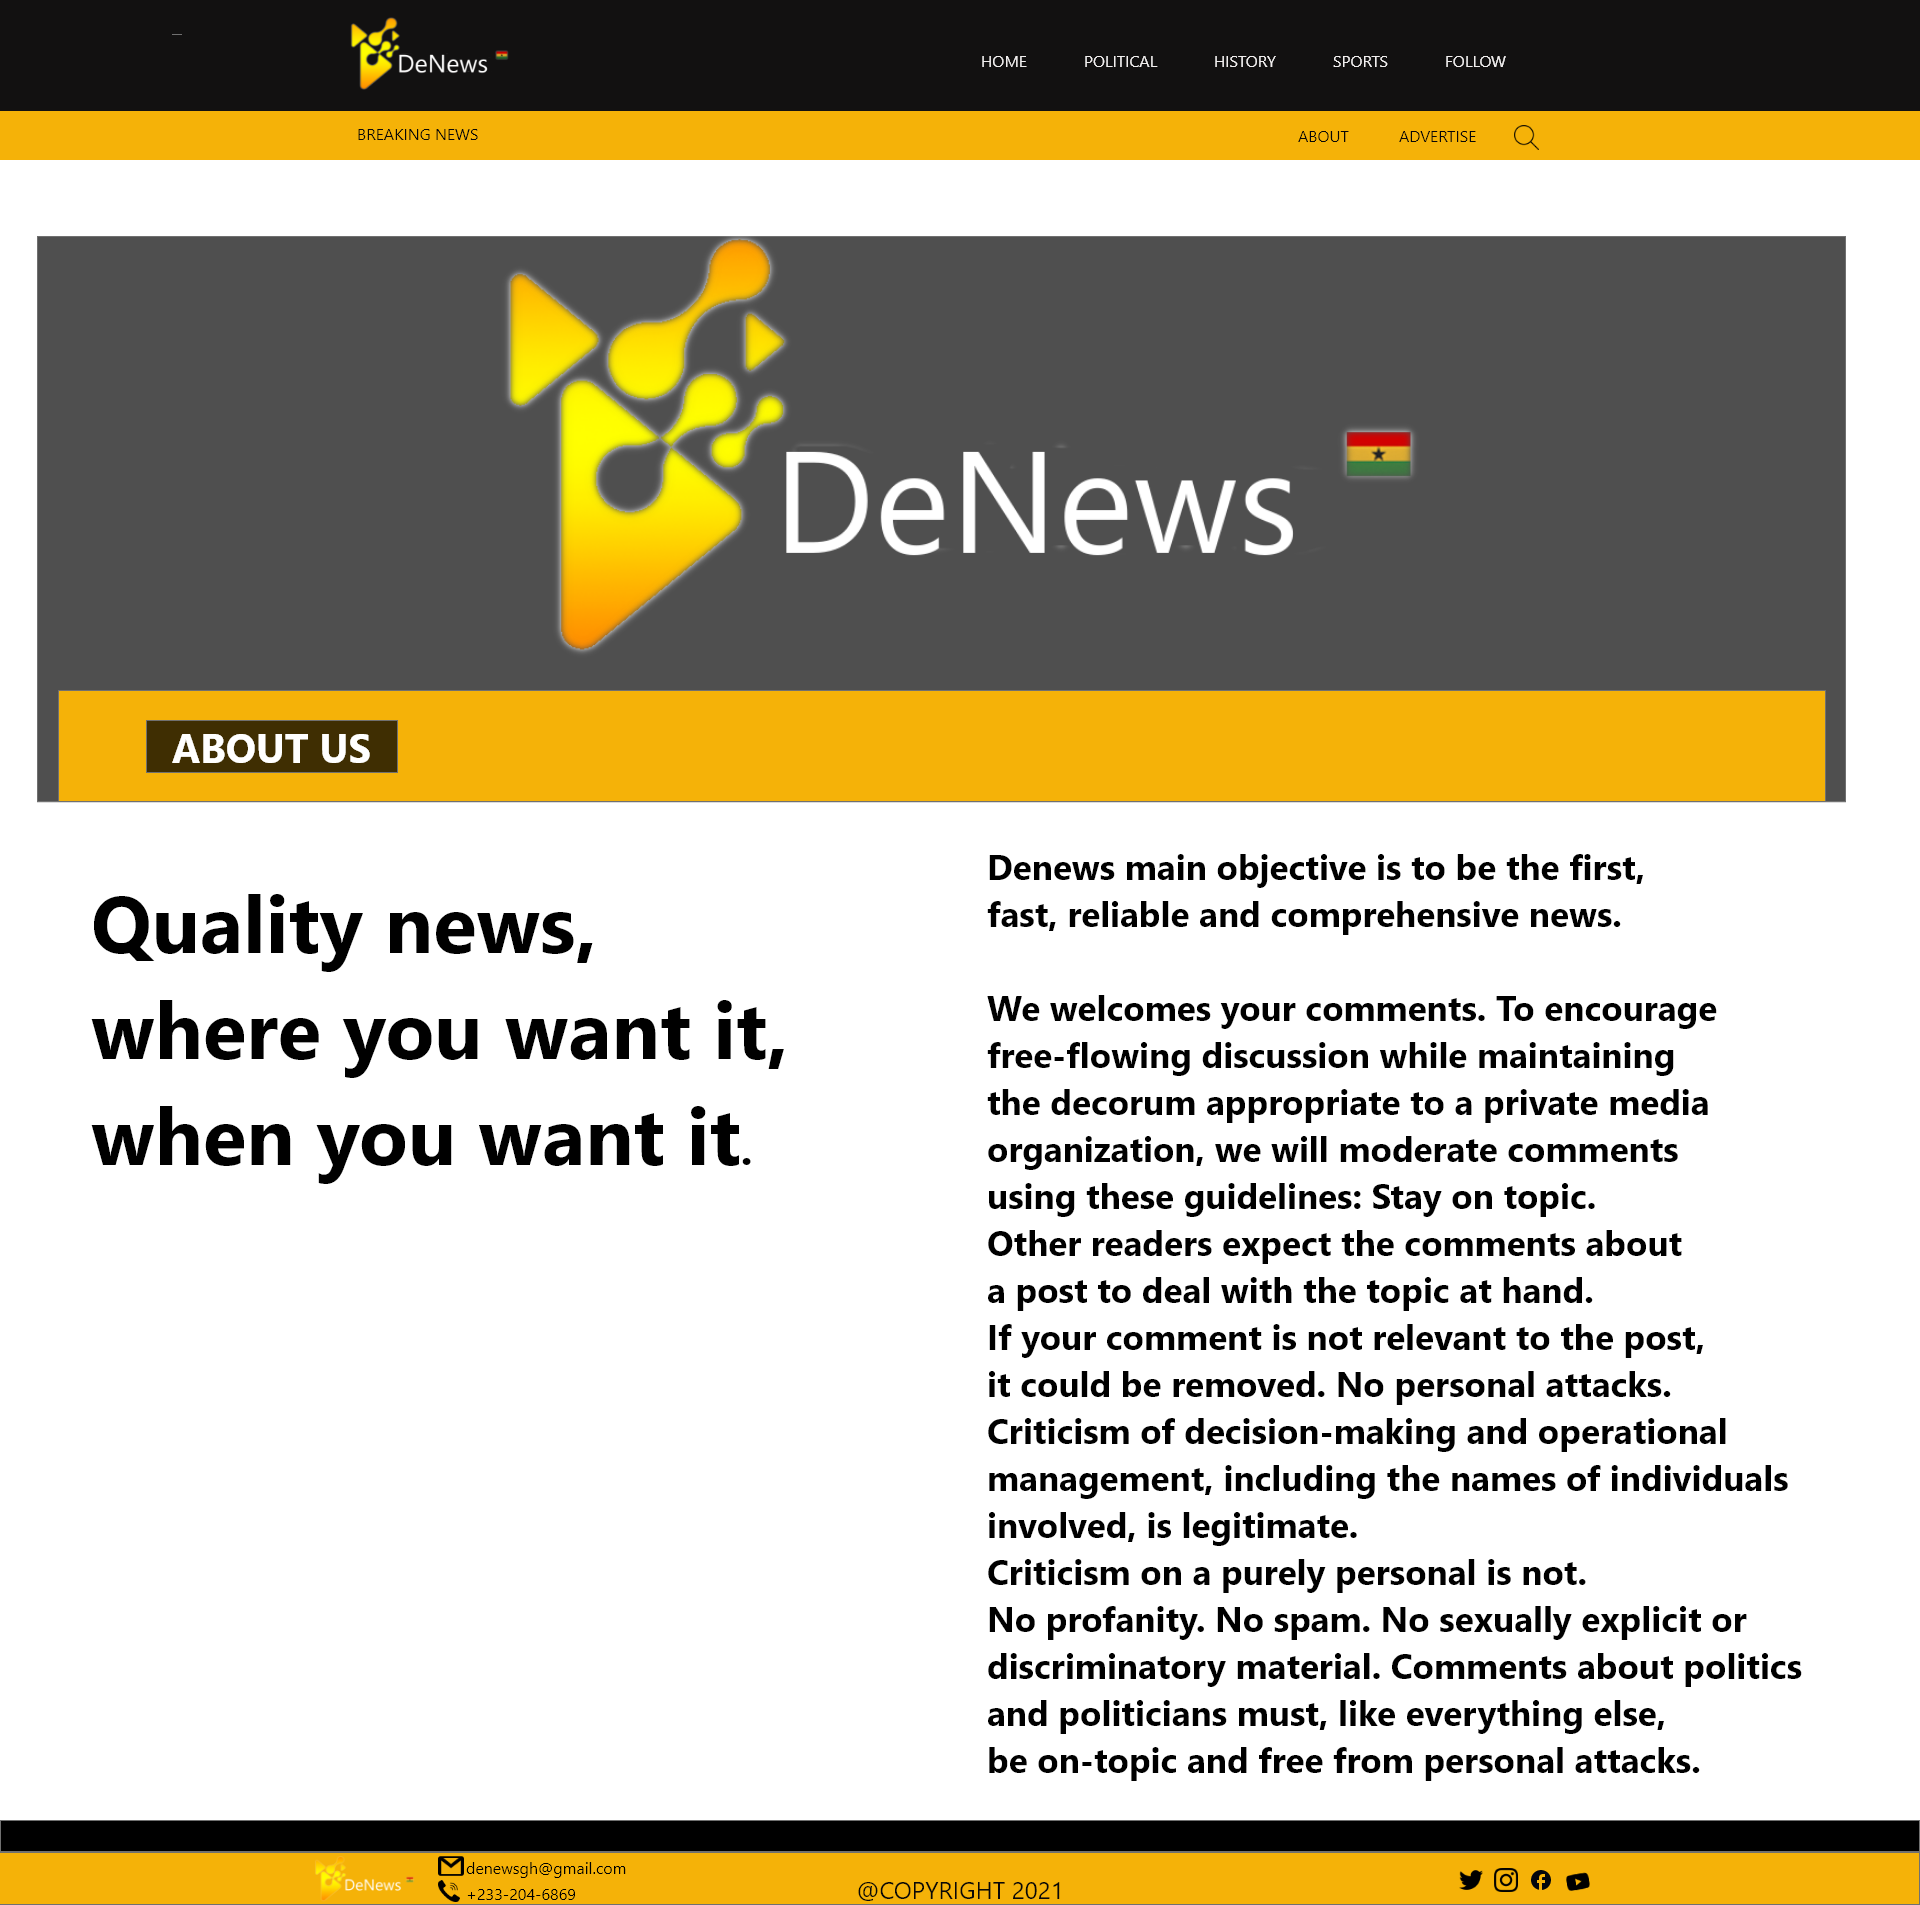 DeNews
HOME POLITICAL HISTORY SPORTS FOLLOW
BREAKING NEWS
ABOUT ADVERTISE
DeNews
ABOUT US
Quality news,
where you want it,
when you want it.
Denews main objective is to be the first,
fast, reliable and comprehensive news.
We welcomes your comments. To encourage
free-flowing discussion while maintaining
the decorum appropriate to a private media
organization, we will moderate comments
using these guidelines: Stay on topic.
Other readers expect the comments about
a post to deal with the topic at hand.
If your comment is not relevant to the post,
it could be removed. No personal attacks.
Criticism of decision-making and operational
management, including the names of individuals
involved, is legitimate.
Criticism on a purely personal is not.
No profanity. No spam. No sexually explicit or
discriminatory material. Comments about politics
and politicians must, like everything else,
be on-topic and free from personal attacks.
DeNews
denewsgh@gmail.com
+233-204-6869
@COPYRIGHT 2021